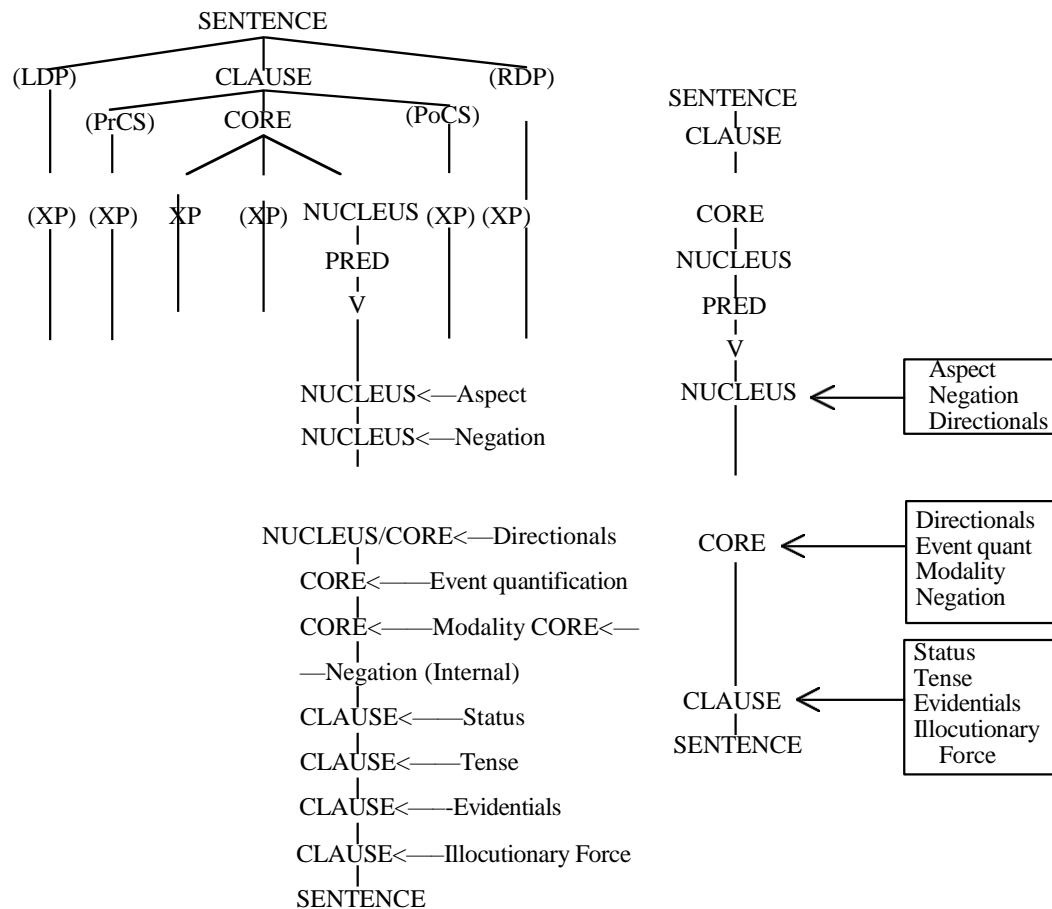 SENTENCE
(LDP) CLAUSE (RDP)
(PrCS) CORE (PoCS)
(XP) (XP) XP (XP) NUCLEUS (XP) (XP)
PRED
V
NUCLEUS<—Aspect
NUCLEUS<—Negation
NUCLEUS/CORE<—Directionals
CORE<——Event quantification
CORE<——Modality CORE<—
—Negation (Internal)
CLAUSE<——Status
CLAUSE<——Tense
CLAUSE<—-Evidentials
CLAUSE<——Illocutionary Force
SENTENCE
SENTENCE
CLAUSE
CORE
NUCLEUS
PRED
V
NUCLEUS
Aspect
Negation
Directionals
CORE
Directionals
Event quant
Modality
Negation
CLAUSE
Status
Tense
Evidentials
Illocutionary
Force
SENTENCE